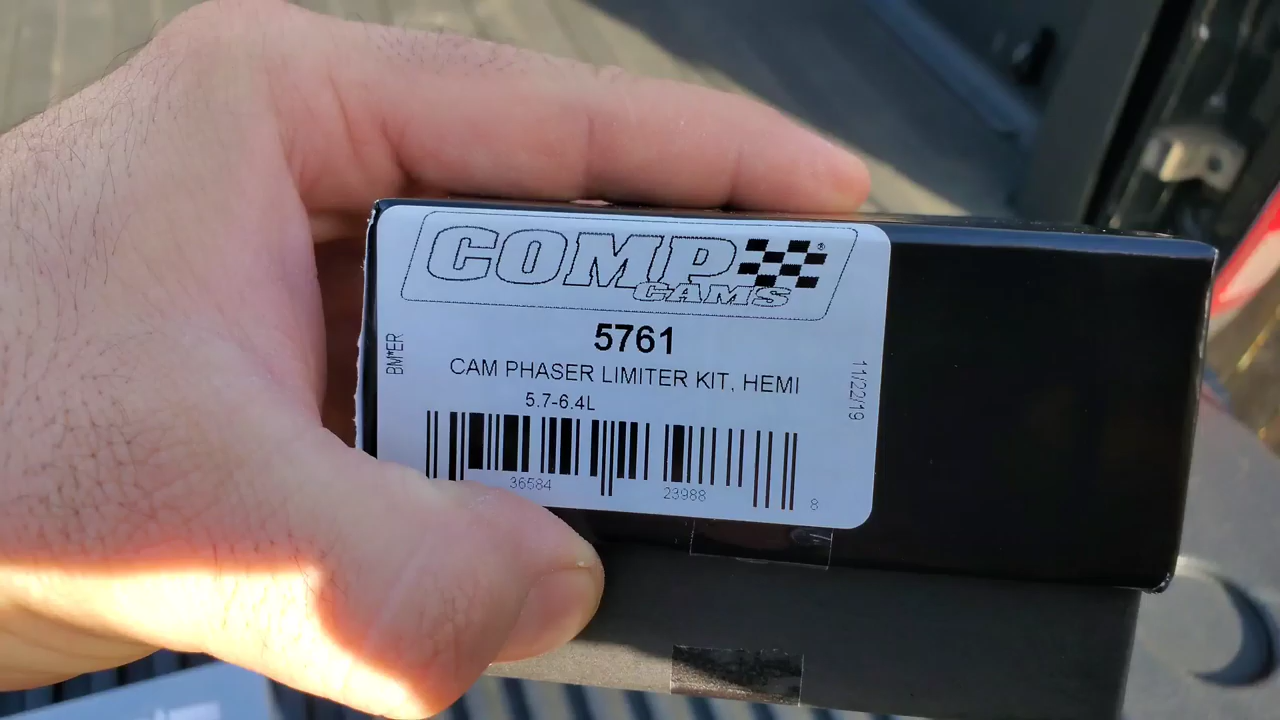 COMP
CAMS®
5761
CAM PHASER LIMITER KIT, HEMI
5.7-6.4L
BM*ER
11/22/19
36584 23988 8